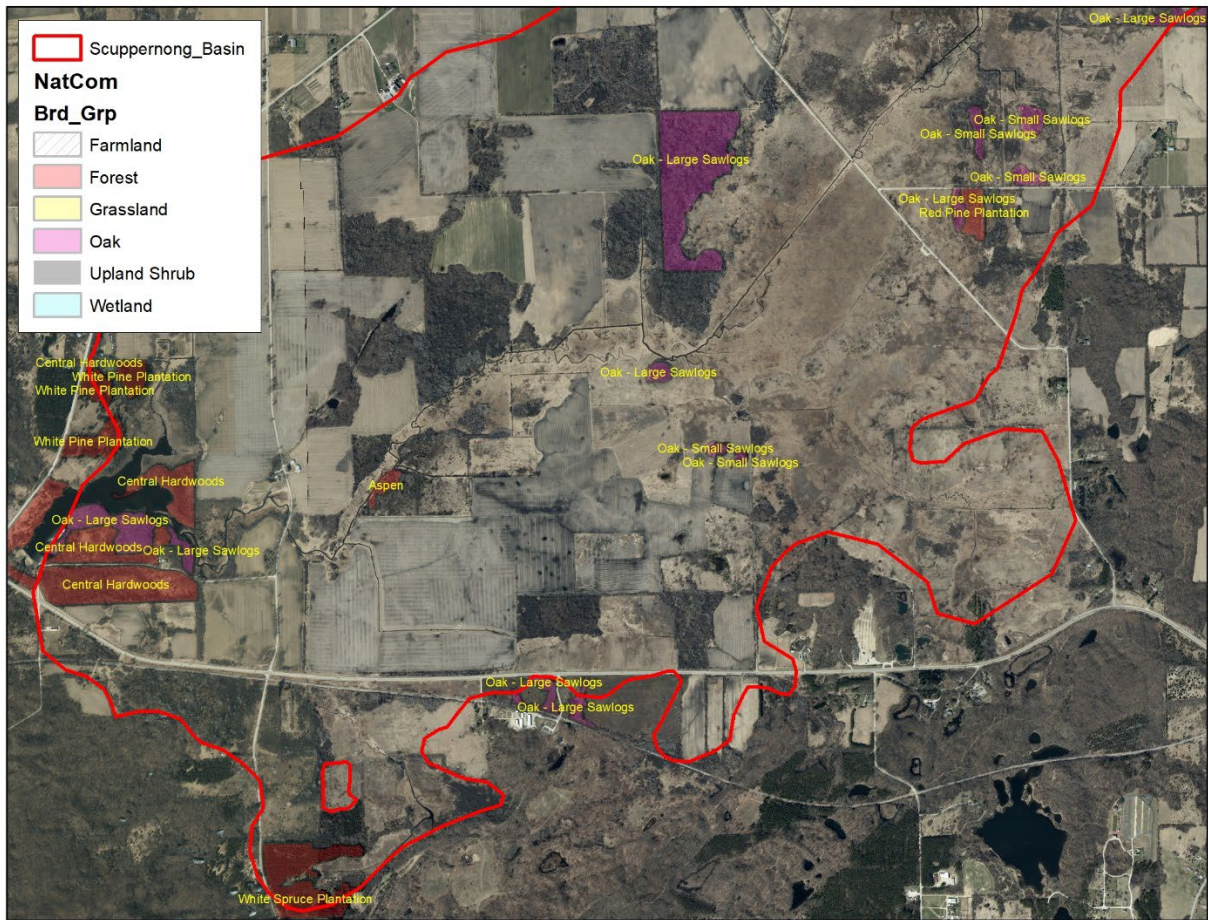 Scuppernong_Basin
NatCom
Brd_Grp
Farmland
Forest
Grassland
Oak
Upland Shrub
Wetland
Oak - Large Sawlogs
Oak - Small Sawlogs
Oak - Small Sawlogs
Oak - Large Sawlogs
Oak - Small Sawlogs
Oak - Large Sawlogs
Red Pine Plantation
Central Hardwoods
White Pine Plantation
White Pine Plantation
Oak - Large Sawlogs
White Pine Plantation
Oak - Small Sawlogs
Oak - Small Sawlogs
Central Hardwoods
Aspen
Oak - Large Sawlogs
Central Hardwoods
Oak - Large Sawlogs
Central Hardwoods
Oak - Large Sawlogs
Oak - Large Sawlogs
White Spruce Plantation